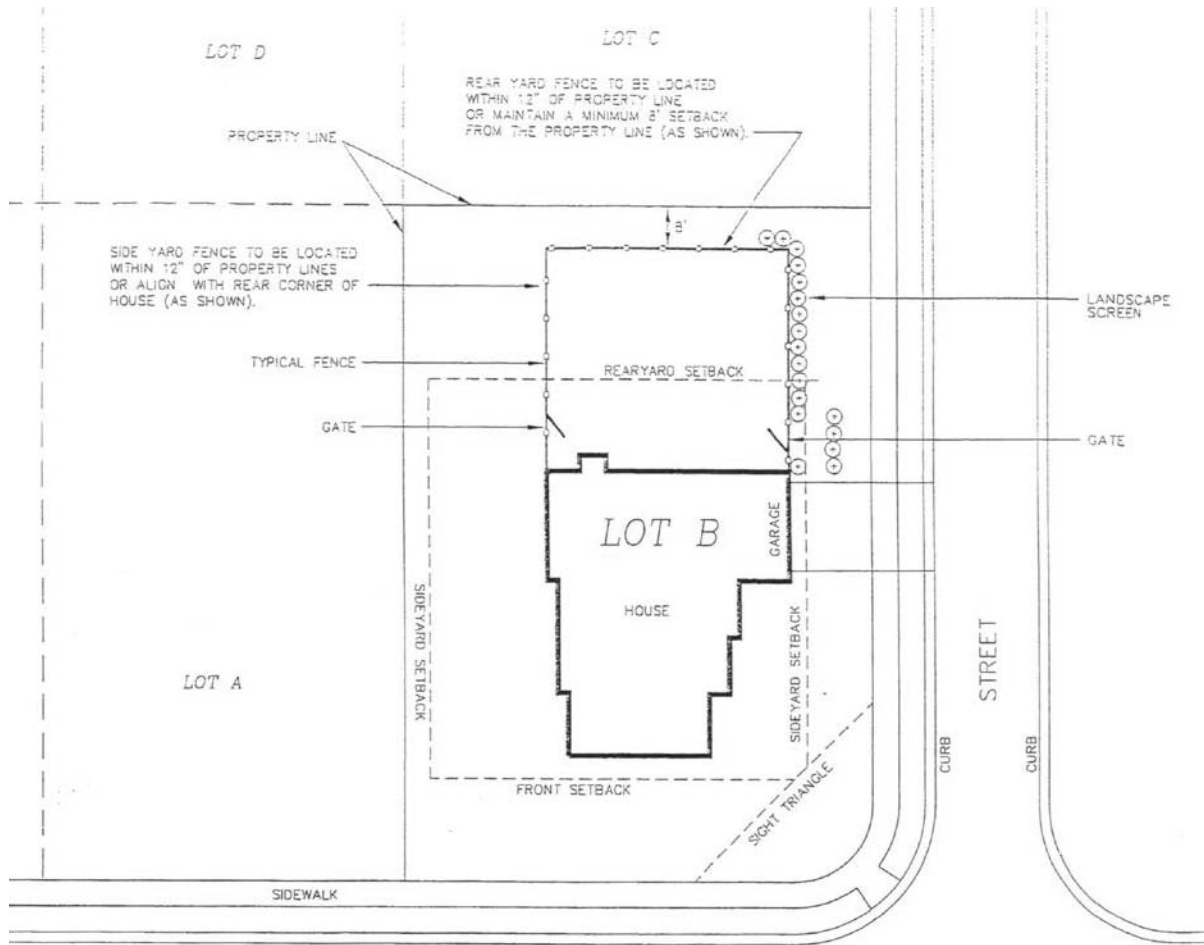 LOT D
LOT C
REAR YARD FENCE TO BE LOCATED
WITHIN 12" OF PROPERTY LINE
OR MAINTAIN A MINIMUM 8' SETBACK
FROM THE PROPERTY LINE (AS SHOWN).
PROPERTY LINE
8'
SIDE YARD FENCE TO BE LOCATED
WITHIN 12" OF PROPERTY LINES
OR ALIGN WITH REAR CORNER OF
HOUSE (AS SHOWN).
LANDSCAPE
SCREEN
TYPICAL FENCE
REARYARD SETBACK
GATE
GATE
LOT B
GARAGE
HOUSE
SIDEYARD SETBACK
SIDEYARD SETBACK
STREET
LOT A
CURB
CURB
FRONT SETBACK
SIGHT TRIANGLE
SIDEWALK